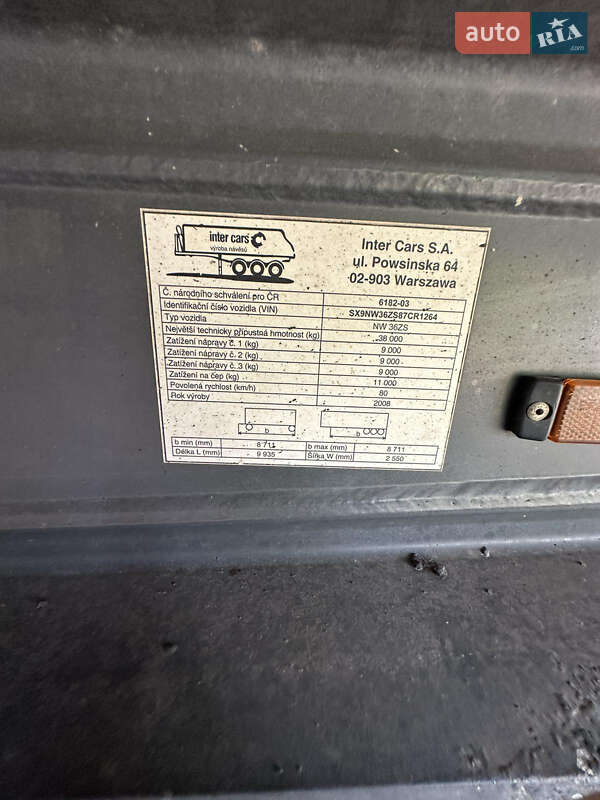 auto RIA .com
inter cars
výroba návěsů
Inter Cars S.A.
ul. Powsinska 64
02-903 Warszawa
Č. národního schválení pro ČR 6182-03
Identifikační číslo vozidla (VIN) SX9NW36ZS87CR1264
Typ vozidla NW 36ZS
Největší technicky přípustná hmotnost (kg) 38 000
Zatížení nápravy č. 1 (kg) 9 000
Zatížení nápravy č. 2 (kg) 9 000
Zatížení nápravy č. 3 (kg) 9 000
Zatížení na čep (kg) 11 000
Povolená rychlost (km/h) 80
Rok výroby 2008
b b
b min (mm) 8 711 b max (mm) 8 711
Délka L (mm) 9 935 Šířka W (mm) 2 550